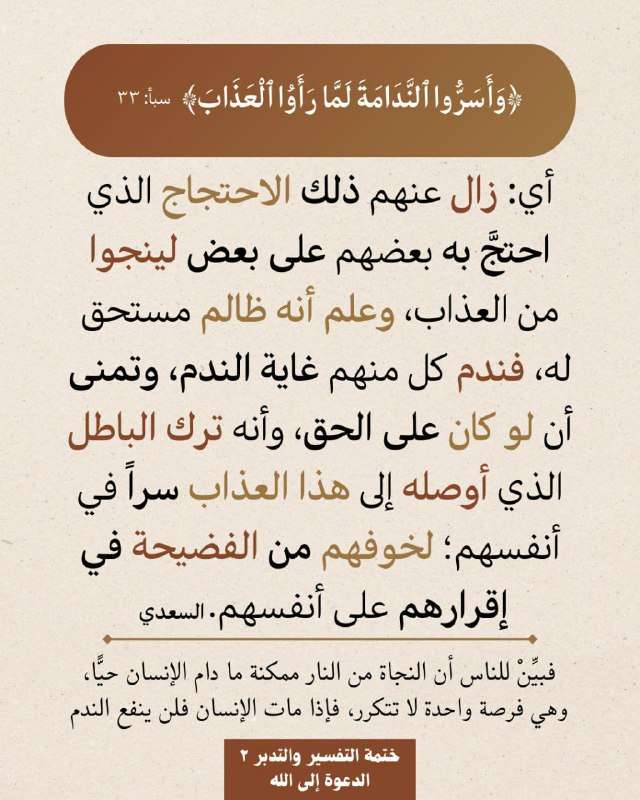 ﴿وَأَسَرُّوا ٱلنَّدَامَةَ لَمَّا رَأَوُا ٱلْعَذَابَ﴾ سبأ: ٣٣
أي: زال عنهم ذلك الاحتجاج الذي
احتجَّ به بعضهم على بعض لينجوا
من العذاب، وعلم أنه ظالم مستحق
له، فندم كل منهم غاية الندم، وتمنى
أن لو كان على الحق، وأنه ترك الباطل
الذي أوصله إلى هذا العذاب سراً في
أنفسهم؛ لخوفهم من الفضيحة في
إقرارهم على أنفسهم. السعدي
فبيِّنْ للناس أن النجاة من النار ممكنة ما دام الإنسان حيًّا،
وهي فرصة واحدة لا تتكرر، فإذا مات الإنسان فلن ينفع الندم
ختمة التفسير والتدبر ٢
الدعوة إلى الله